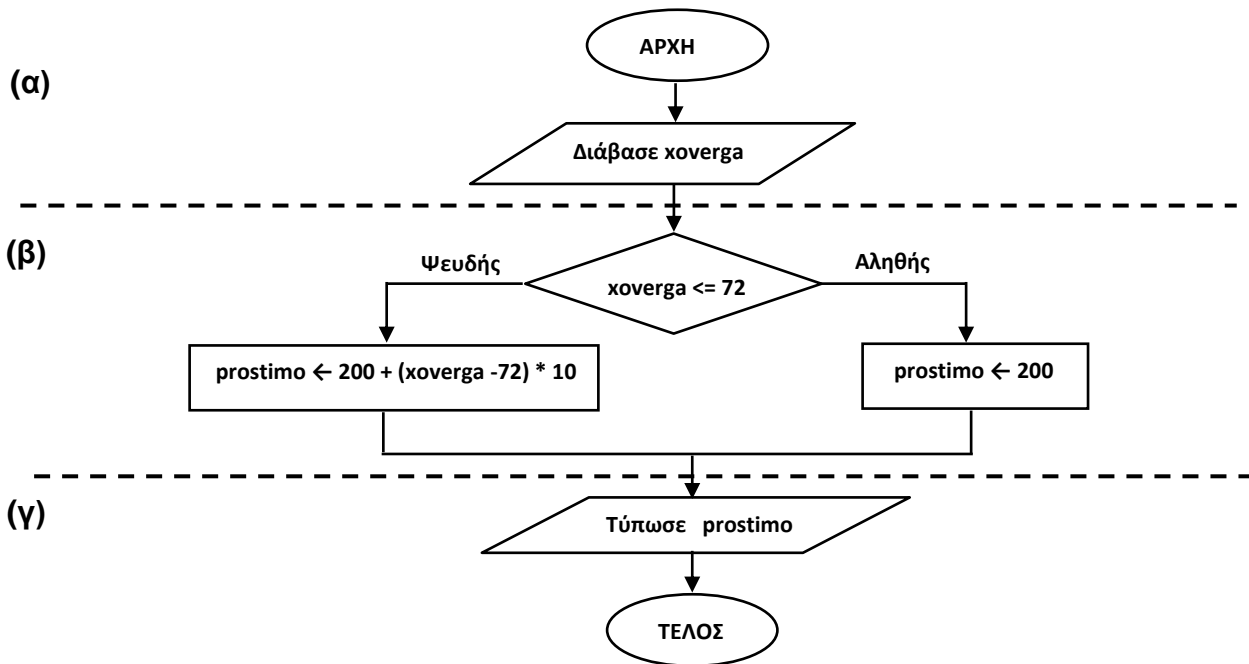 ΑΡΧΗ
(α)
Διάβασε xoverga
(β)
Ψευδής
Αληθής
xoverga <= 72
prostimo ← 200 + (xoverga -72) * 10
prostimo ← 200
(γ)
Τύπωσε prostimo
ΤΕΛΟΣ